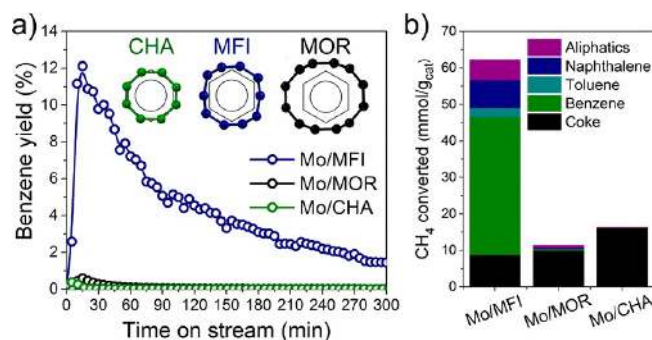 a)
14
12
10
8
6
4
2
0
Benzene yield (%)
CHA MFI MOR
Mo/MFI
Mo/MOR
Mo/CHA
0 30 60 90 120 150 180 210 240 270 300
Time on stream (min)
b)
70
60
50
40
30
20
10
0
CH₄ converted (mmol/gcat)
Aliphatics
Naphthalene
Toluene
Benzene
Coke
Mo/MFI Mo/MOR Mo/CHA